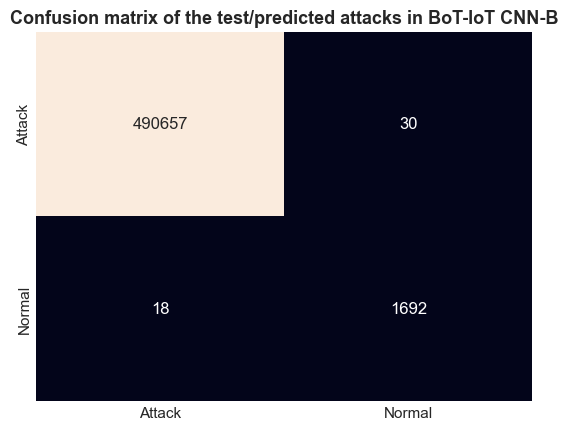 Confusion matrix of the test/predicted attacks in BoT-IoT CNN-B
Attack
490657 30
Normal
18 1692
Attack Normal